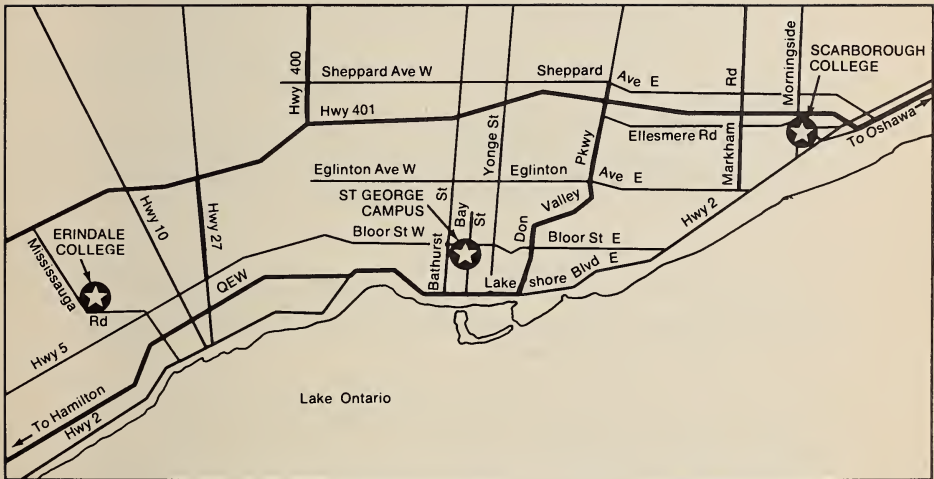 SCARBOROUGH
COLLEGE
Morningside
Rd
Hwy 400
Sheppard Ave W
Sheppard
Ave E
Hwy 401
Ellesmere Rd
To Oshawa
Yonge St
Pkwy
Markham
Eglinton Ave W
Eglinton
Ave E
Hwy 10
Hwy 27
ST GEORGE
CAMPUS
St
Bay
St
Valley
Don
Hwy 2
ERINDALE
COLLEGE
Bloor St W
Bloor St E
Bathurst
Mississauga
Rd
QEW
Lake
shore Blvd E
Hwy 5
To Hamilton
Hwy 2
Lake Ontario